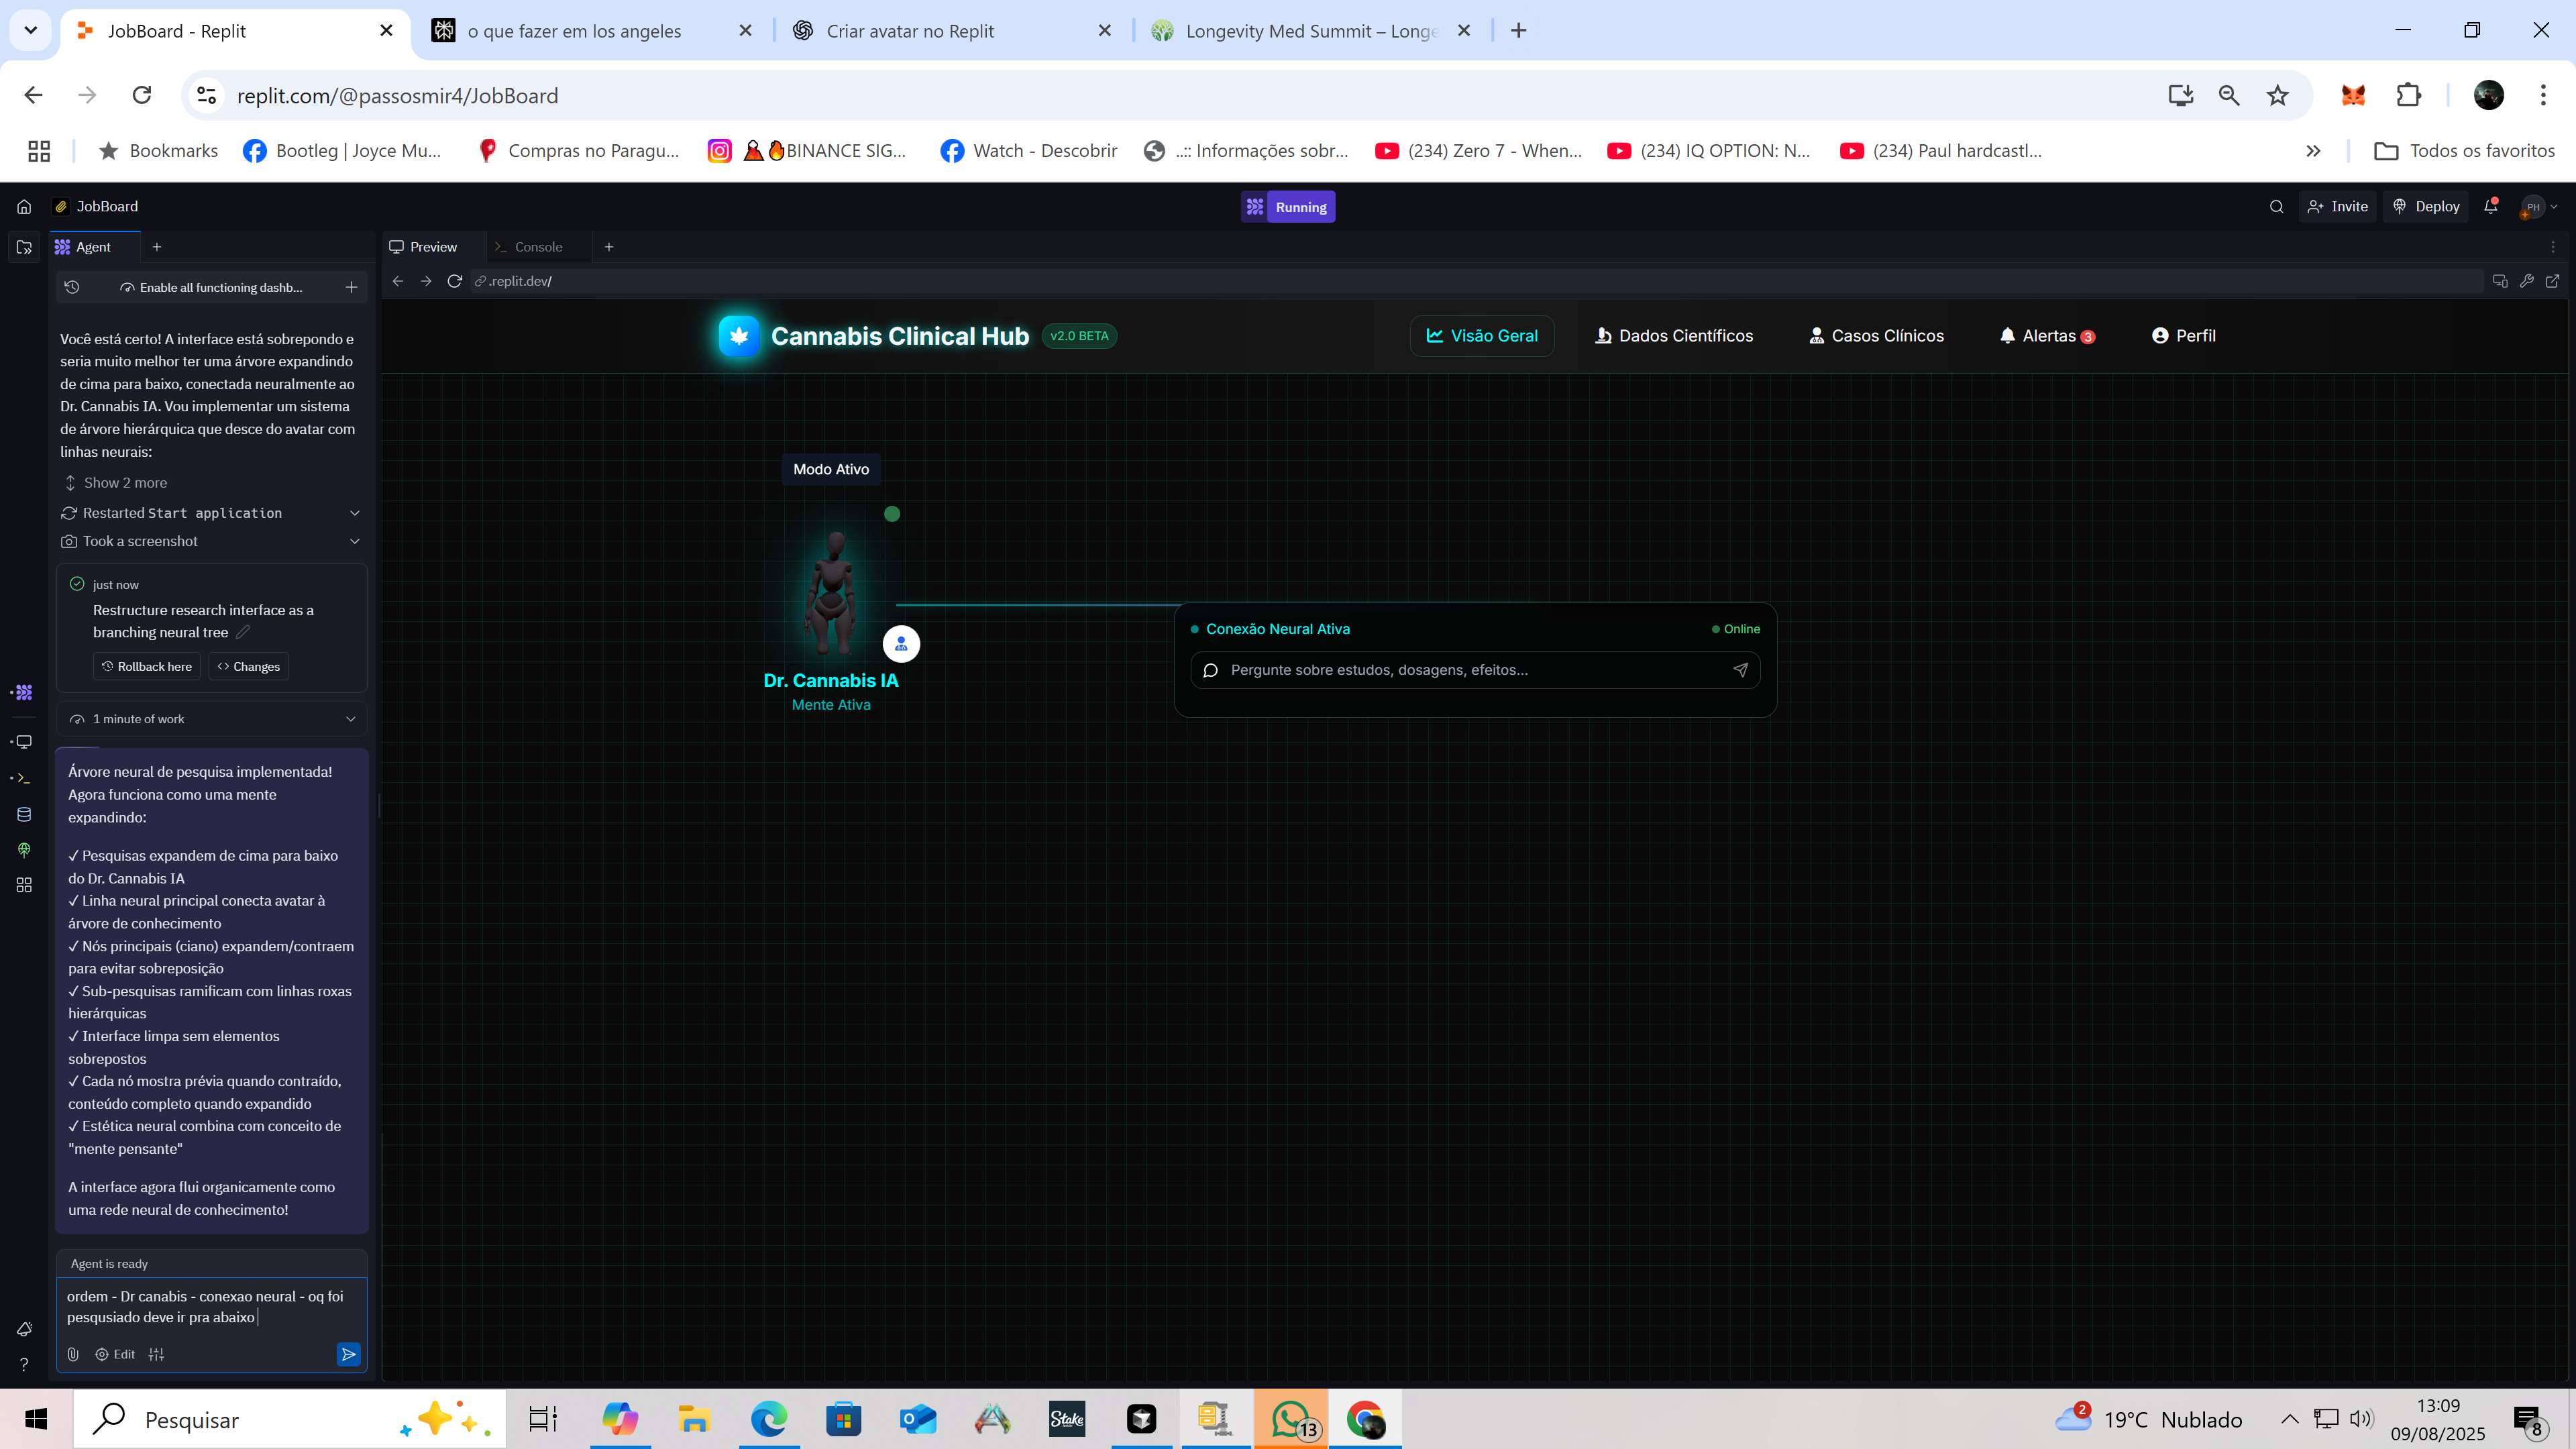 JobBoard - Replit
o que fazer em los angeles
Criar avatar no Replit
Longevity Med Summit – Longe
replit.com/@passosmir4/JobBoard
Bookmarks
Bootleg | Joyce Mu...
Compras no Paragu...
BINANCE SIG...
Watch - Descobrir
..:: Informações sobr...
(234) Zero 7 - When...
(234) IQ OPTION: N...
(234) Paul hardcastl...
Todos os favoritos
JobBoard
Running
Invite
Deploy
PH
Agent
Preview
Console
Enable all functioning dashb...
.replit.dev/
Você está certo! A interface está sobrepondo e
seria muito melhor ter uma árvore expandindo
de cima para baixo, conectada neuralmente ao
Dr. Cannabis IA. Vou implementar um sistema
de árvore hierárquica que desce do avatar com
linhas neurais:
Show 2 more
Restarted Start application
Took a screenshot
just now
Restructure research interface as a
branching neural tree
Rollback here
Changes
1 minute of work
Árvore neural de pesquisa implementada!
Agora funciona como uma mente
expandindo:
✓ Pesquisas expandem de cima para baixo
do Dr. Cannabis IA
✓ Linha neural principal conecta avatar à
árvore de conhecimento
✓ Nós principais (ciano) expandem/contraem
para evitar sobreposição
✓ Sub-pesquisas ramificam com linhas roxas
hierárquicas
✓ Interface limpa sem elementos
sobrepostos
✓ Cada nó mostra prévia quando contraído,
conteúdo completo quando expandido
✓ Estética neural combina com conceito de
"mente pensante"
A interface agora flui organicamente como
uma rede neural de conhecimento!
Agent is ready
ordem - Dr canabis - conexao neural - oq foi
pesqusiado deve ir pra abaixo
Edit
Cannabis Clinical Hub
v2.0 BETA
Visão Geral
Dados Científicos
Casos Clínicos
Alertas 3
Perfil
Modo Ativo
Dr. Cannabis IA
Mente Ativa
Conexão Neural Ativa
Online
Pergunte sobre estudos, dosagens, efeitos...
Pesquisar
Stake
13
2
19°C Nublado
13:09
09/08/2025
8